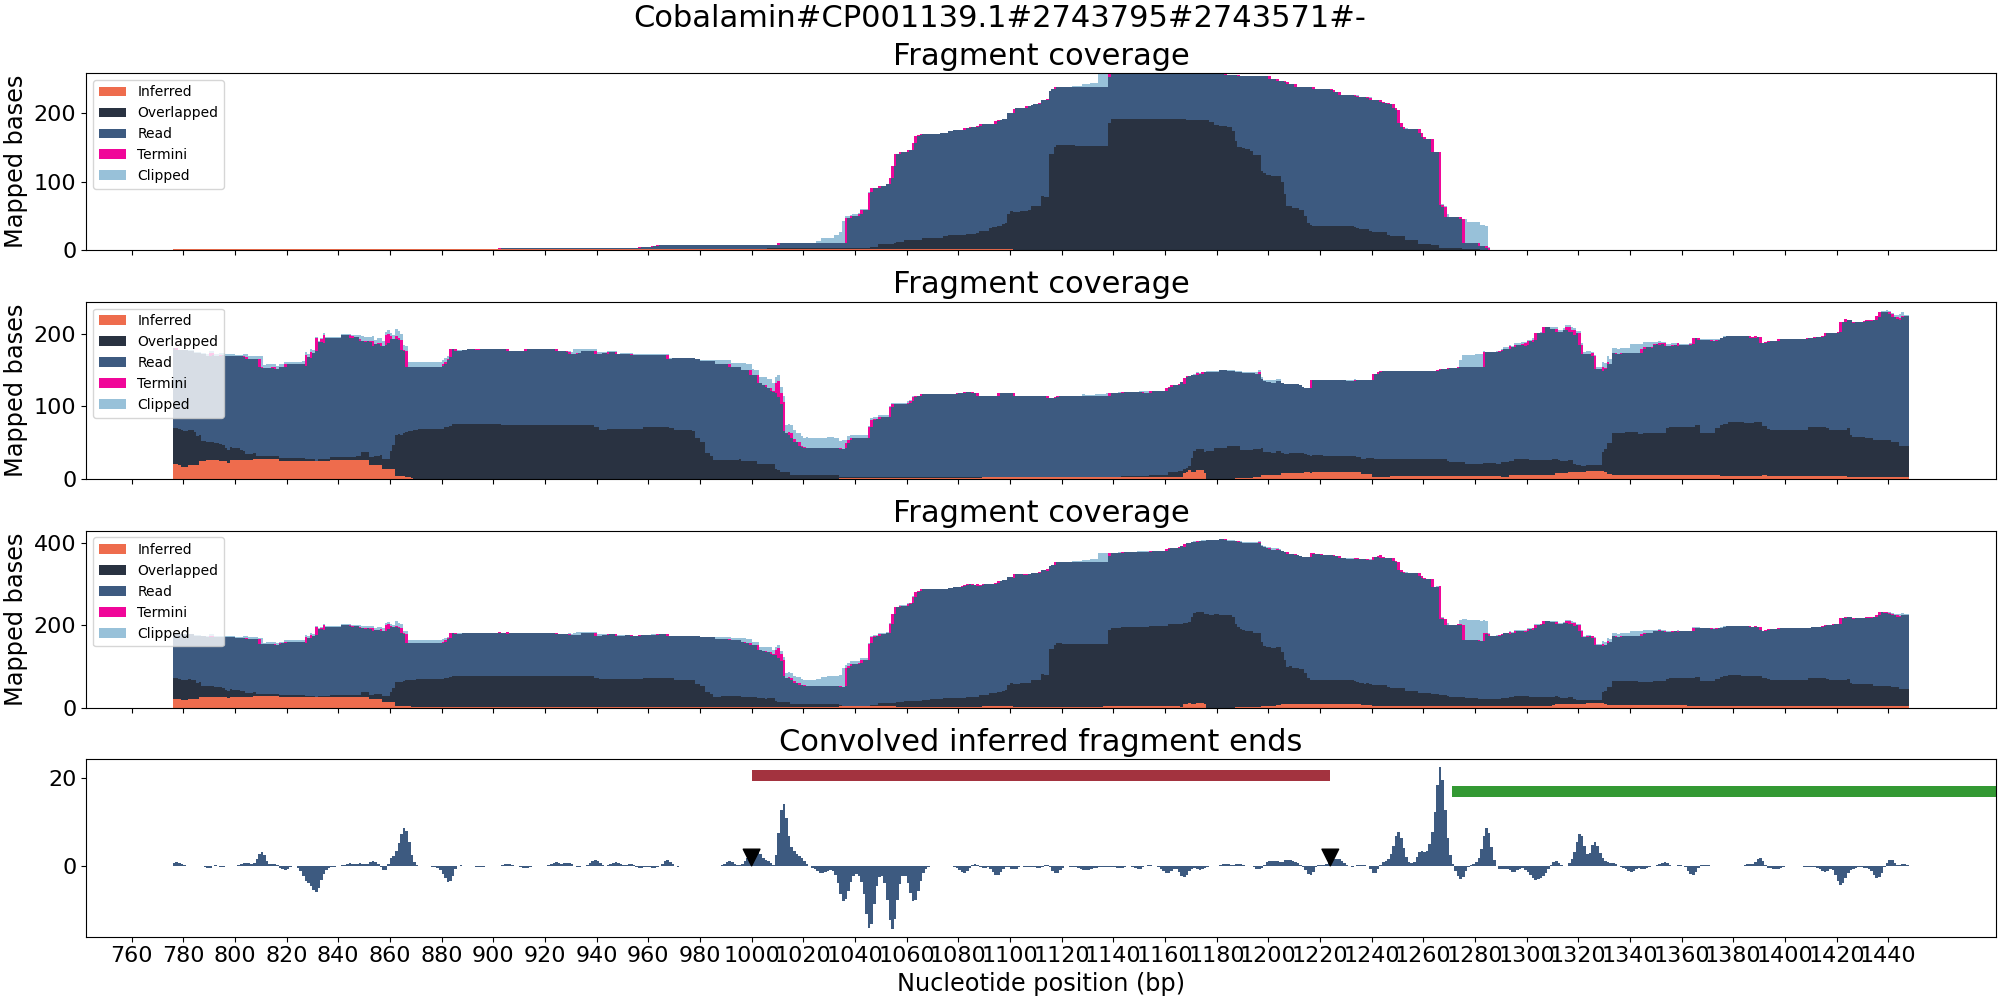 Cobalamin#CP001139.1#2743795#2743571#-
Fragment coverage
Mapped bases
200
100
0
Inferred
Overlapped
Read
Termini
Clipped
Fragment coverage
Mapped bases
200
100
0
Inferred
Overlapped
Read
Termini
Clipped
Fragment coverage
Mapped bases
400
200
0
Inferred
Overlapped
Read
Termini
Clipped
Convolved inferred fragment ends
20
0
760 780 800 820 840 860 880 900 920 940 960 980 1000 1020 1040 1060 1080 1100 1120 1140 1160 1180 1200 1220 1240 1260 1280 1300 1320 1340 1360 1380 1400 1420 1440
Nucleotide position (bp)